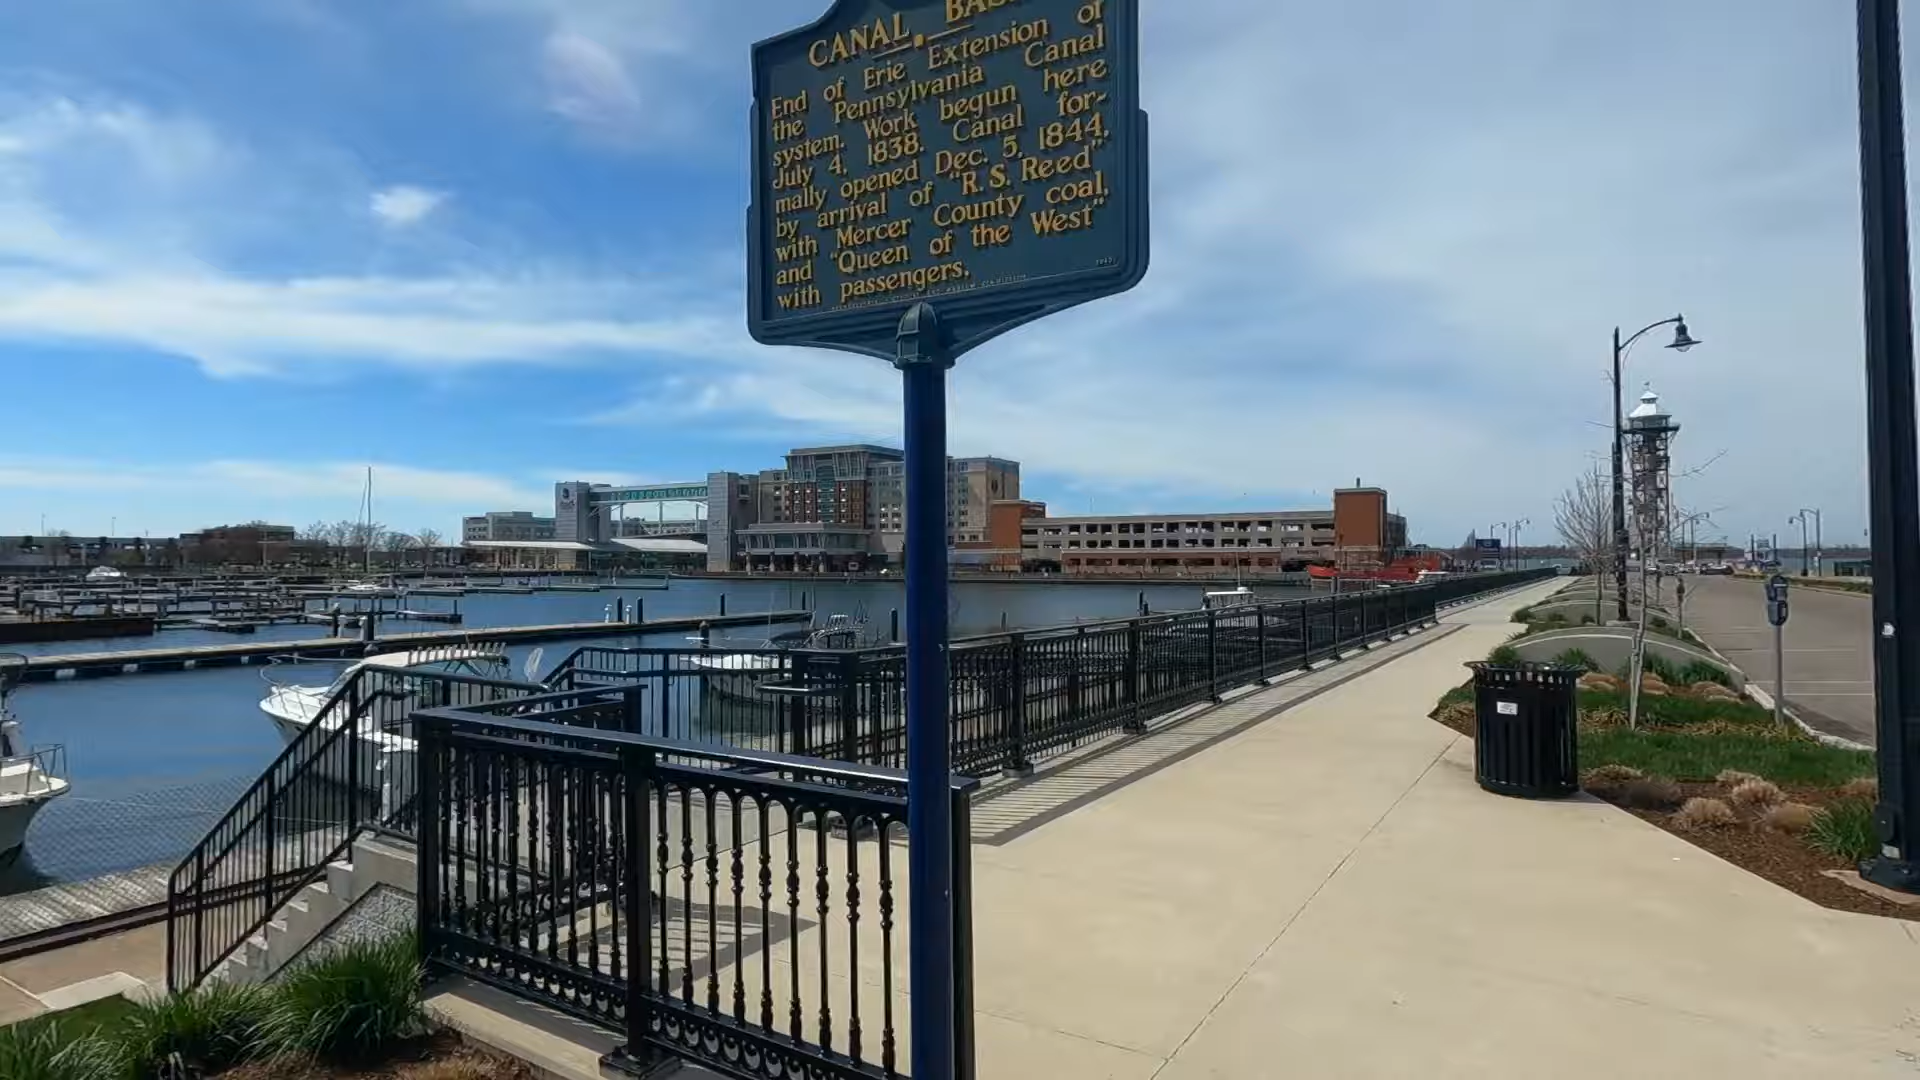 CANAL BAS
End of Erie Extension of
the Pennsylvania Canal
system. Work begun here
July 4, 1838. Canal for-
mally opened Dec. 5, 1844,
by arrival of "R. S. Reed"
with Mercer County coal,
and "Queen of the West"
with passengers.